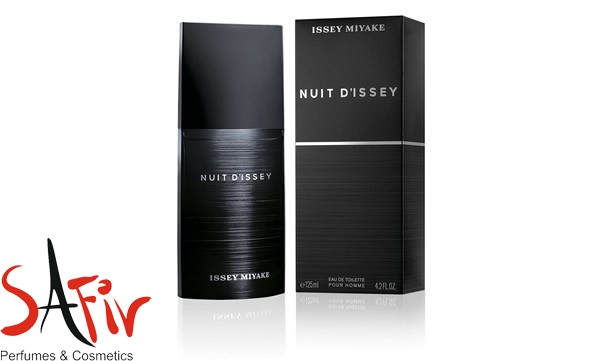 NUIT D'ISSEY
ISSEY MIYAKE
ISSEY MIYAKE
NUIT D'ISSEY
EAU DE TOILETTE
POUR HOMME
℮125ml 4.2 FL.OZ.
SAFir
Perfumes & Cosmetics